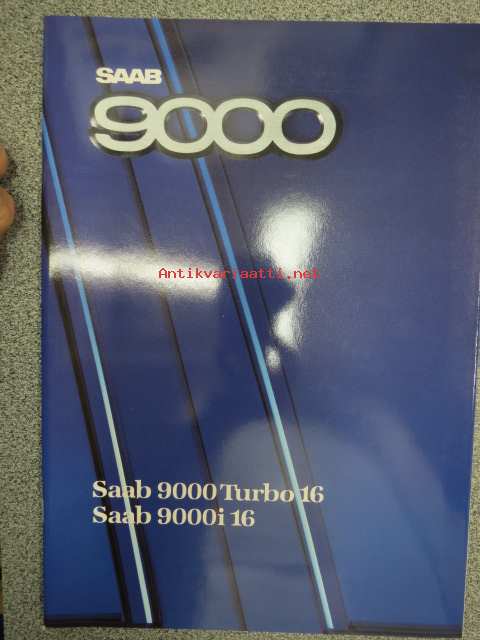 SAAB
9000
Antikvariaatti.net
Saab 9000 Turbo 16
Saab 9000i 16